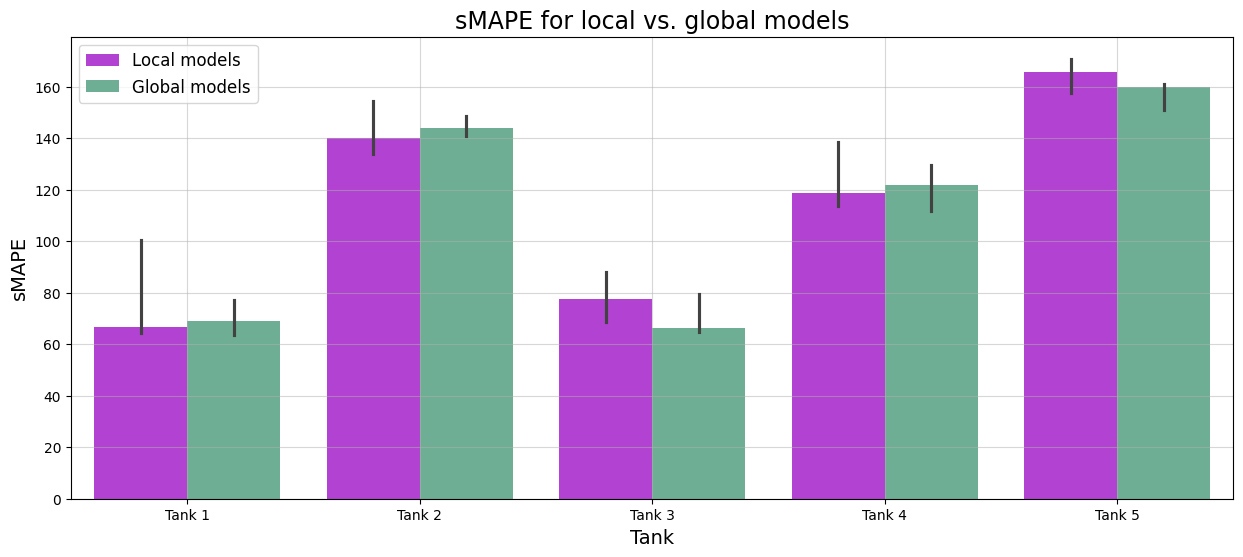 sMAPE for local vs. global models
Local models
Global models
sMAPE
160
140
120
100
80
60
40
20
0
Tank 1
Tank 2
Tank 3
Tank 4
Tank 5
Tank